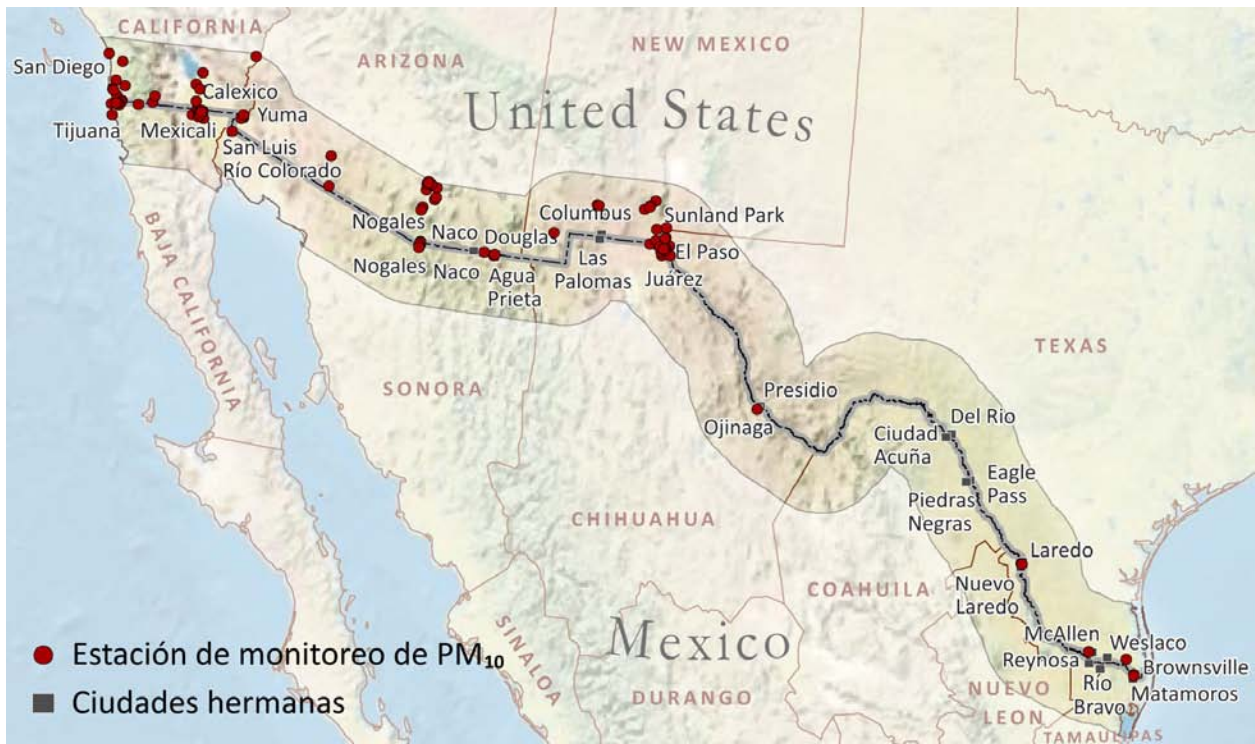 CALIFORNIA
ARIZONA
NEW MEXICO
San Diego
Calexico
United States
Tijuana
Mexicali
Yuma
San Luis
Río Colorado
Nogales
Naco
Douglas
Columbus
Sunland Park
Nogales
Naco
Agua
Prieta
Las
Palomas
El Paso
Juárez
BAJA CALIFORNIA
SONORA
TEXAS
Presidio
Ojinaga
Del Rio
Ciudad
Acuña
Eagle
Pass
Piedras
Negras
CHIHUAHUA
COAHUILA
Laredo
Nuevo
Laredo
Mexico
SINALOA
DURANGO
McAllen
Weslaco
Reynosa
Brownsville
Río
Bravo
Matamoros
NUEVO
LEON
TAMAULIPAS
Estación de monitoreo de PM₁₀
Ciudades hermanas